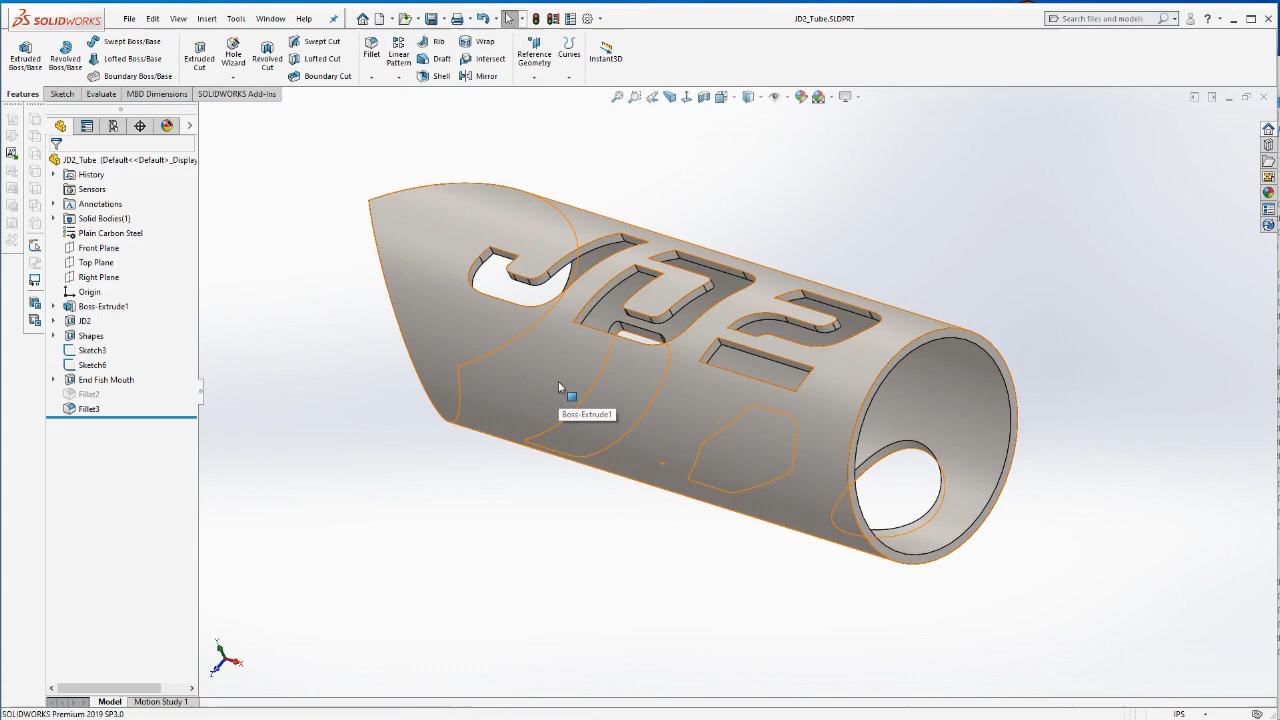 SOLIDWORKS File Edit View Insert Tools Window Help JD2_Tube.SLDPRT Search files and models ?
Extruded Boss/Base Revolved Boss/Base Swept Boss/Base Lofted Boss/Base Boundary Boss/Base Extruded Cut Hole Wizard Revolved Cut Swept Cut Lofted Cut Boundary Cut Fillet Linear Pattern Rib Draft Shell Wrap Intersect Mirror Reference Geometry Curves Instant3D
Features Sketch Evaluate MBD Dimensions SOLIDWORKS Add-Ins
JD2_Tube (Default<<Default>_Display
History
Sensors
Annotations
Solid Bodies(1)
Plain Carbon Steel
Front Plane
Top Plane
Right Plane
Origin
Boss-Extrude1
JD2
Shapes
Sketch3
Sketch6
End Fish Mouth
Fillet2
Fillet3
JD2
Boss-Extrude1
Y
X
Z
Model Motion Study 1
SOLIDWORKS Premium 2019 SP3.0 IPS